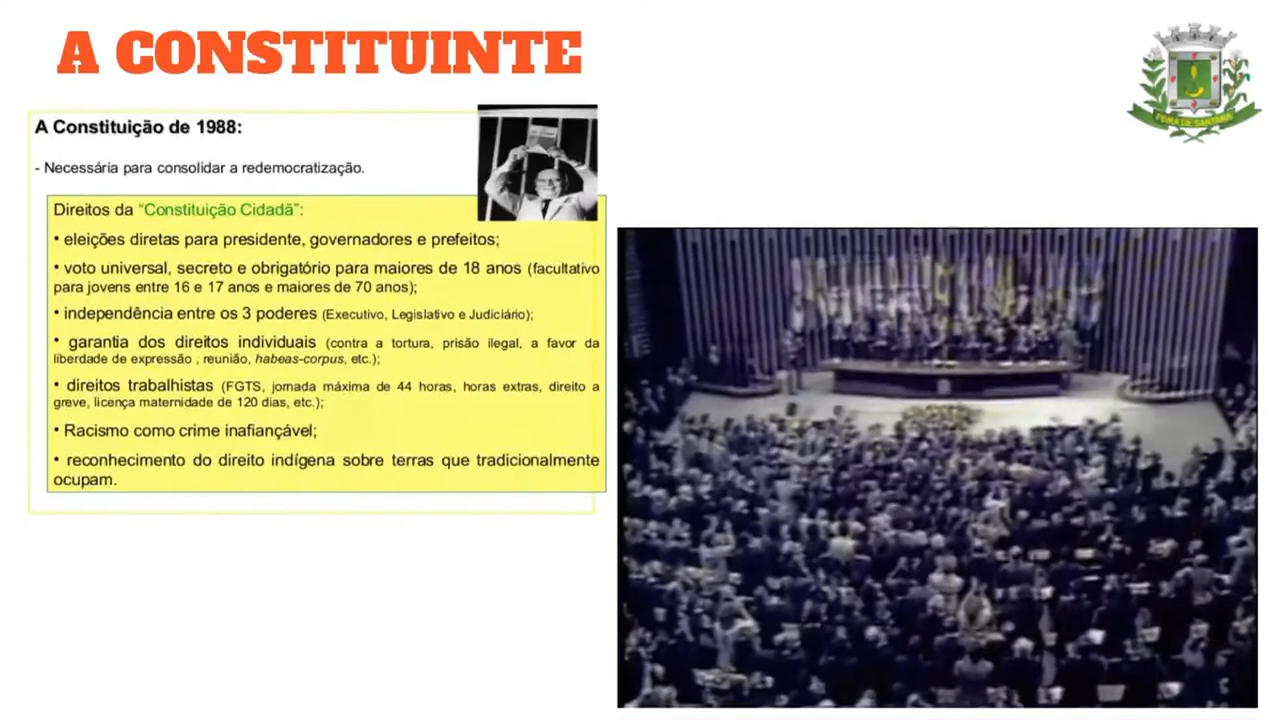 A CONSTITUINTE
A Constituição de 1988:
- Necessária para consolidar a redemocratização.
Direitos da “Constituição Cidadã”:
• eleições diretas para presidente, governadores e prefeitos;
• voto universal, secreto e obrigatório para maiores de 18 anos (facultativo
para jovens entre 16 e 17 anos e maiores de 70 anos);
• independência entre os 3 poderes (Executivo, Legislativo e Judiciário);
• garantia dos direitos individuais (contra a tortura, prisão ilegal, a favor da
liberdade de expressão , reunião, habeas-corpus, etc.);
• direitos trabalhistas (FGTS, jornada máxima de 44 horas, horas extras, direito a
greve, licença maternidade de 120 dias, etc.);
• Racismo como crime inafiançável;
• reconhecimento do direito indígena sobre terras que tradicionalmente
ocupam.
DE SANTANA